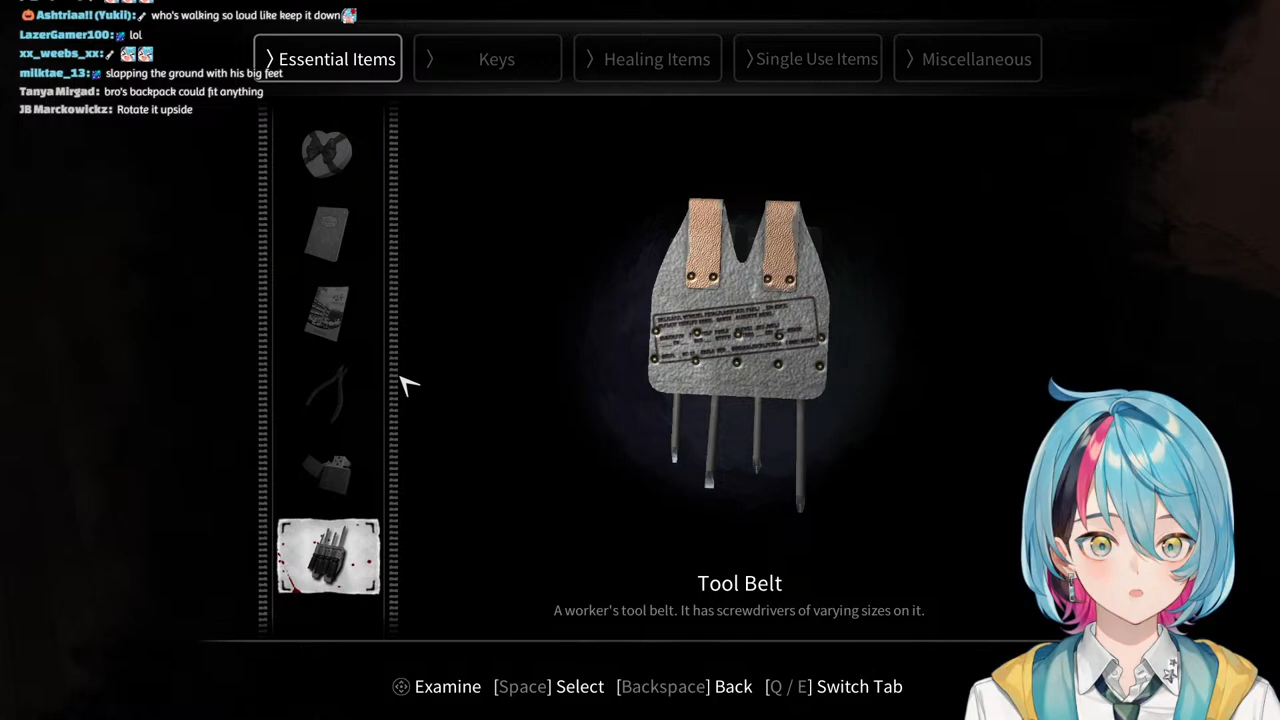 Ashtriaa!! (Yukii): who's walking so loud like keep it down
LazerGamer100: lol
xx_weebs_xx:
milktae_13: slapping the ground with his big feet
Tanya Mirgad: bro's backpack could fit anything
JB Marckowickz: Rotate it upside
Essential Items
Keys
Healing Items
Single Use Items
Miscellaneous
Tool Belt
A worker's tool belt. It has screwdrivers of varying sizes on it.
Examine [Space] Select [Backspace] Back [Q / E] Switch Tab